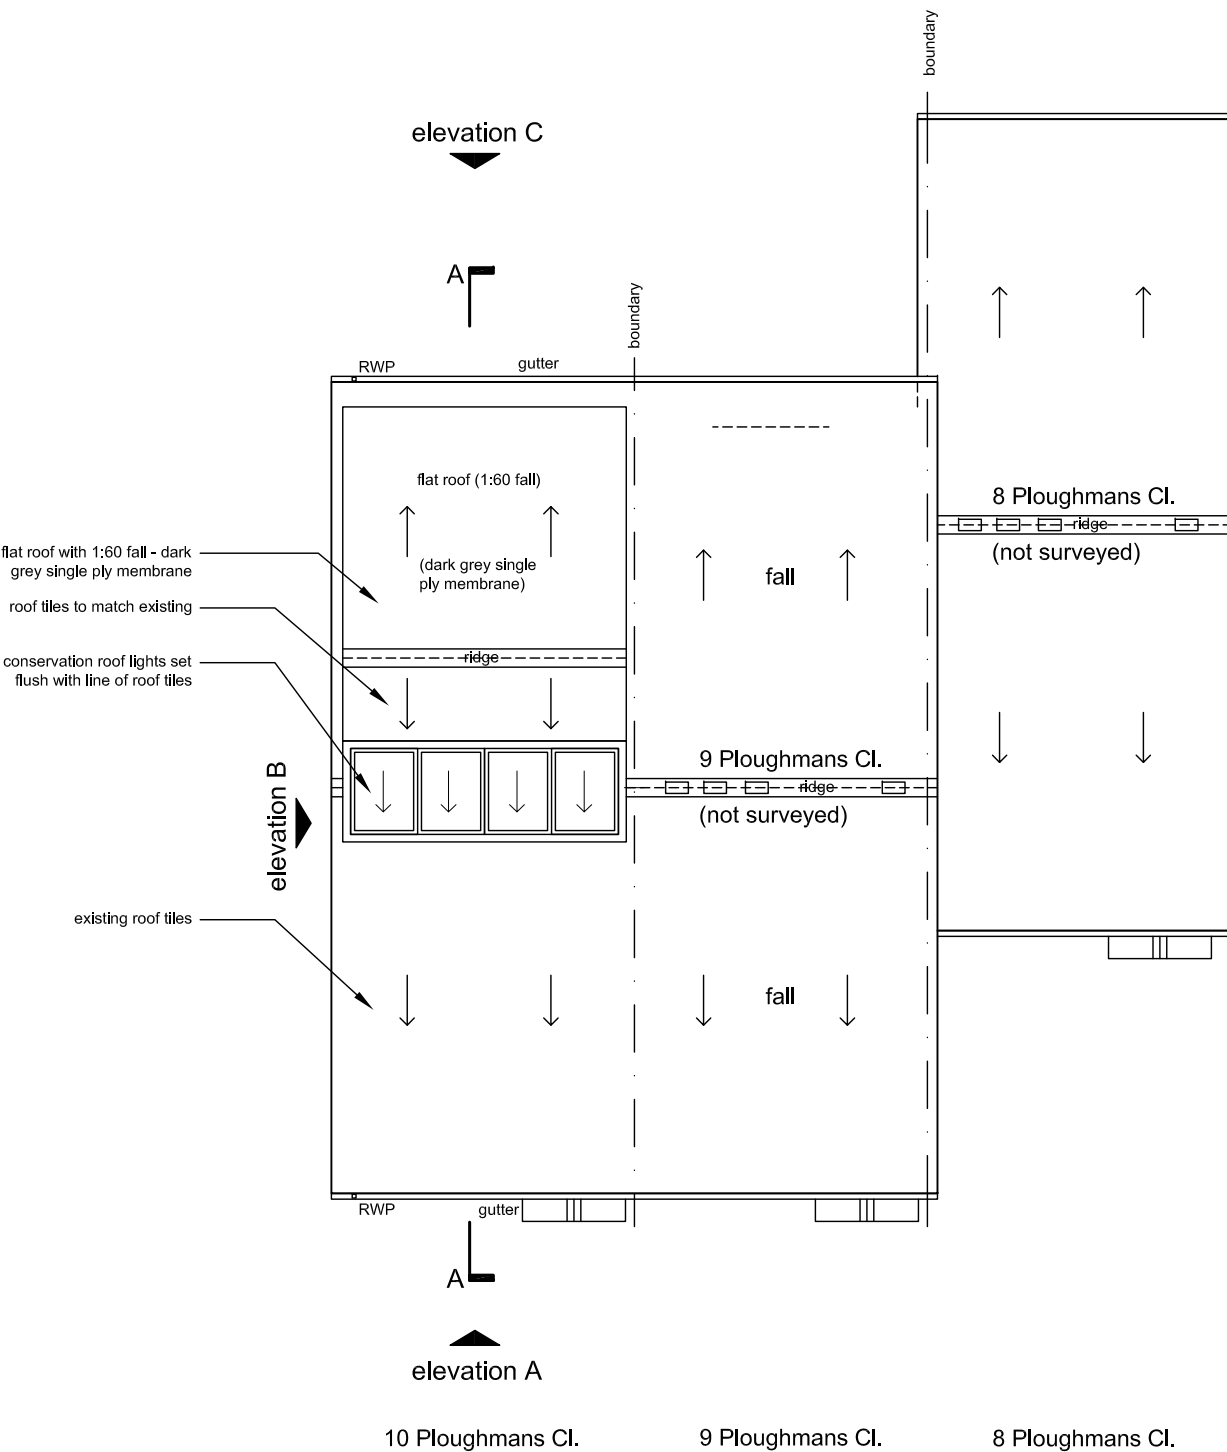 boundary
elevation C
A
boundary
RWP
gutter
flat roof (1:60 fall)
8 Ploughmans Cl.
ridge
(not surveyed)
flat roof with 1:60 fall - dark
grey single ply membrane
(dark grey single
ply membrane)
fall
roof tiles to match existing
conservation roof lights set
flush with line of roof tiles
ridge
9 Ploughmans Cl.
ridge
(not surveyed)
elevation B
existing roof tiles
fall
RWP
gutter
A
elevation A
10 Ploughmans Cl.
9 Ploughmans Cl.
8 Ploughmans Cl.